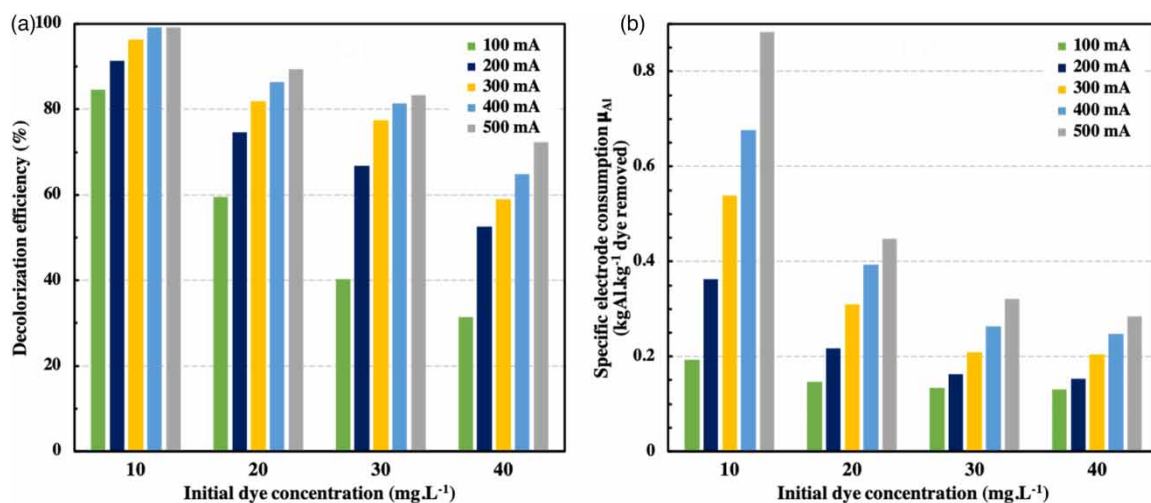 (a)
Decolorization efficiency (%)
100
80
60
40
20
0
100 mA
200 mA
300 mA
400 mA
500 mA
10 20 30 40
Initial dye concentration (mg.L⁻¹)
(b)
Specific electrode consumption μ_Al
(kgAl.kg⁻¹ dye removed)
0.8
0.6
0.4
0.2
0
100 mA
200 mA
300 mA
400 mA
500 mA
10 20 30 40
Initial dye concentration (mg.L⁻¹)